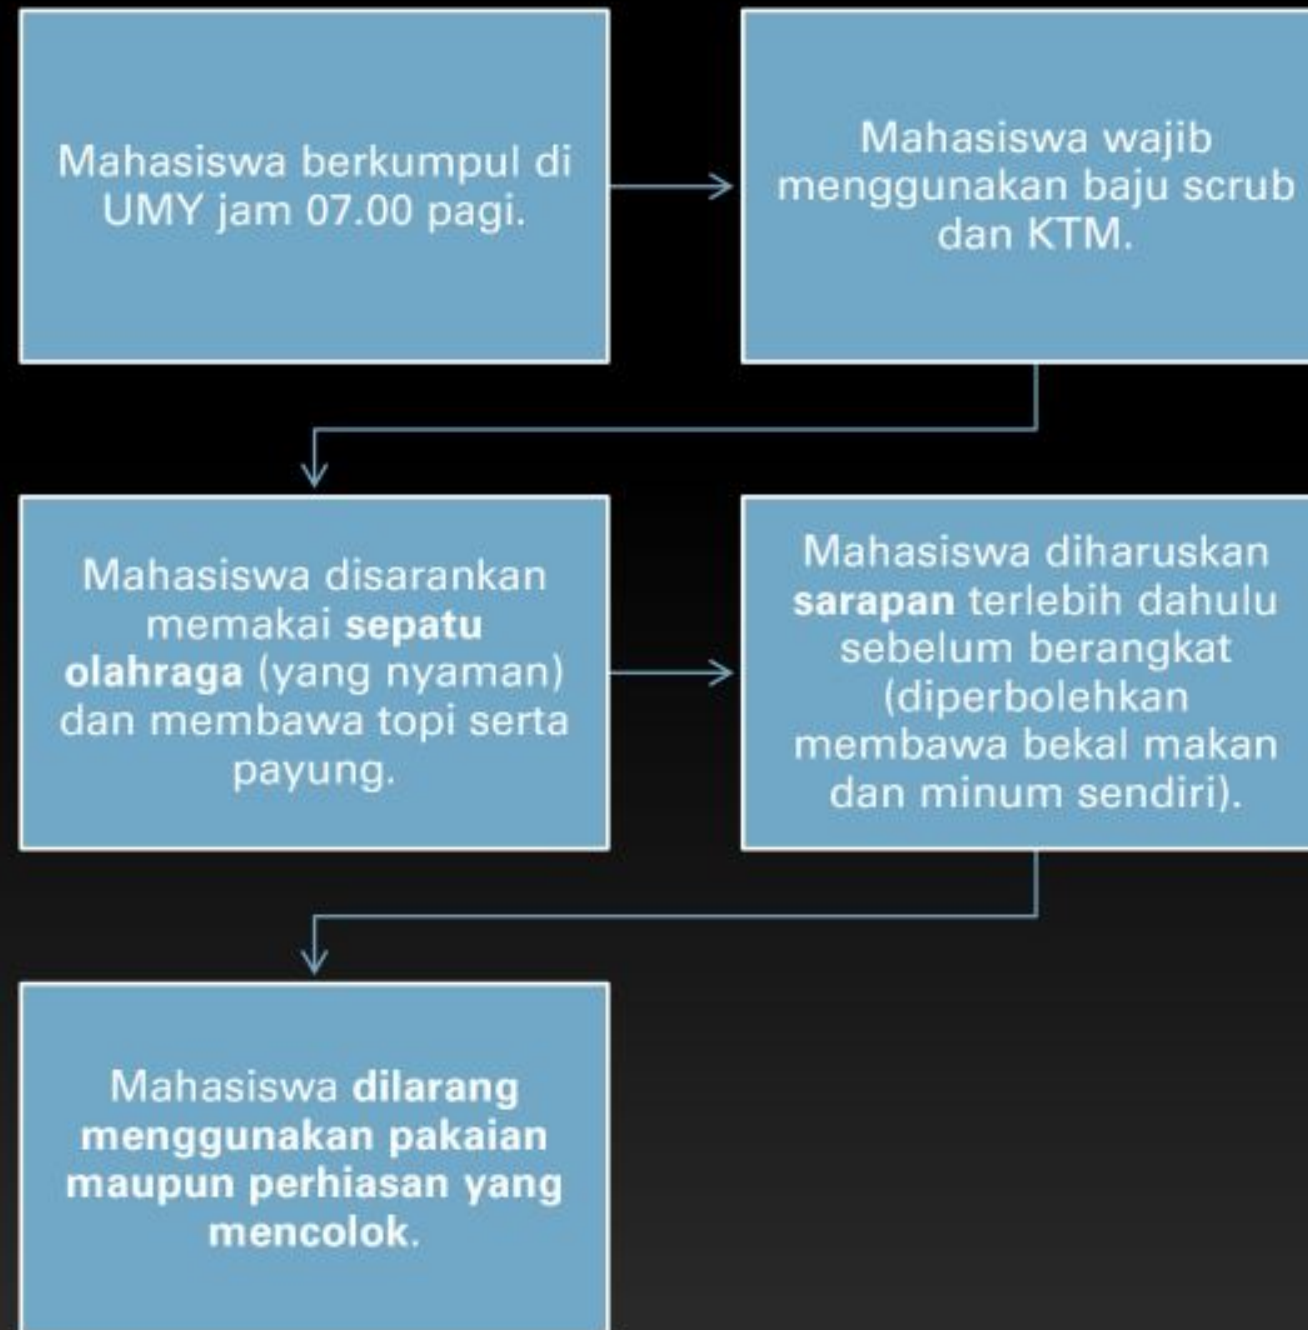 Mahasiswa berkumpul di
UMY jam 07.00 pagi.
Mahasiswa wajib
menggunakan baju scrub
dan KTM.
Mahasiswa disarankan
memakai sepatu
olahraga (yang nyaman)
dan membawa topi serta
payung.
Mahasiswa diharuskan
sarapan terlebih dahulu
sebelum berangkat
(diperbolehkan
membawa bekal makan
dan minum sendiri).
Mahasiswa dilarang
menggunakan pakaian
maupun perhiasan yang
mencolok.